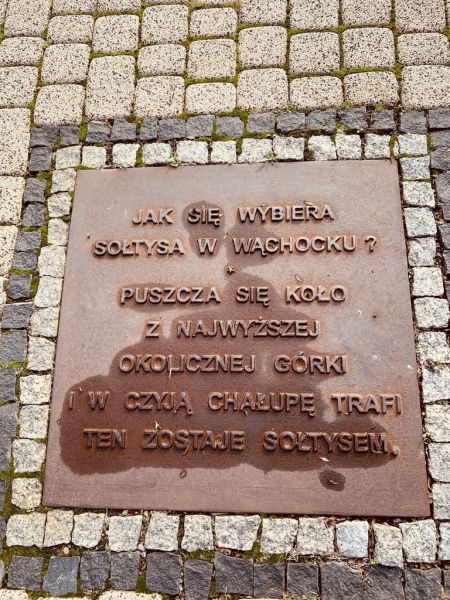 JAK SIĘ WYBIERA
SOŁTYSA W WĄCHOCKU?
*
PUSZCZA SIĘ KOŁO
Z NAJWYŻSZEJ
OKOLICZNEJ GÓRKI
I W CZYJĄ CHAŁUPĘ TRAFI
TEN ZOSTAJE SOŁTYSEM.